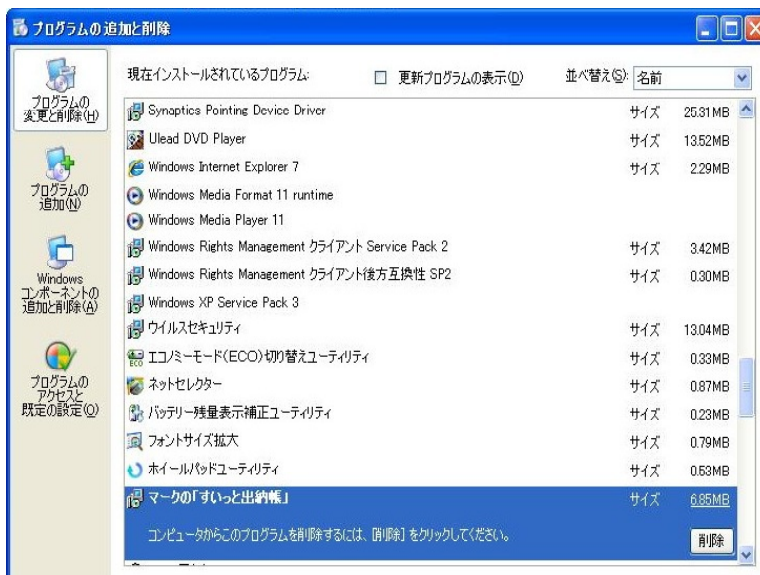 プログラムの追加と削除
プログラムの
変更と削除(H)
プログラムの
追加(N)
Windows
コンポーネントの
追加と削除(A)
プログラムの
アクセスと
既定の設定(O)
現在インストールされているプログラム: 更新プログラムの表示(D) 並べ替え(S): 名前
Synaptics Pointing Device Driver サイズ 25.31MB
Ulead DVD Player サイズ 13.52MB
Windows Internet Explorer 7 サイズ 2.29MB
Windows Media Format 11 runtime
Windows Media Player 11
Windows Rights Management クライアント Service Pack 2 サイズ 3.42MB
Windows Rights Management クライアント後方互換性 SP2 サイズ 0.30MB
Windows XP Service Pack 3
ウイルスセキュリティ サイズ 13.04MB
エコノミーモード(ECO)切り替えユーティリティ サイズ 0.33MB
ネットセレクター サイズ 0.87MB
バッテリー残量表示補正ユーティリティ サイズ 0.23MB
フォントサイズ拡大 サイズ 0.79MB
ホイールパッドユーティリティ サイズ 0.53MB
マークの「すいっと出納帳」 サイズ 6.85MB
コンピュータからこのプログラムを削除するには、[削除] をクリックしてください。 削除